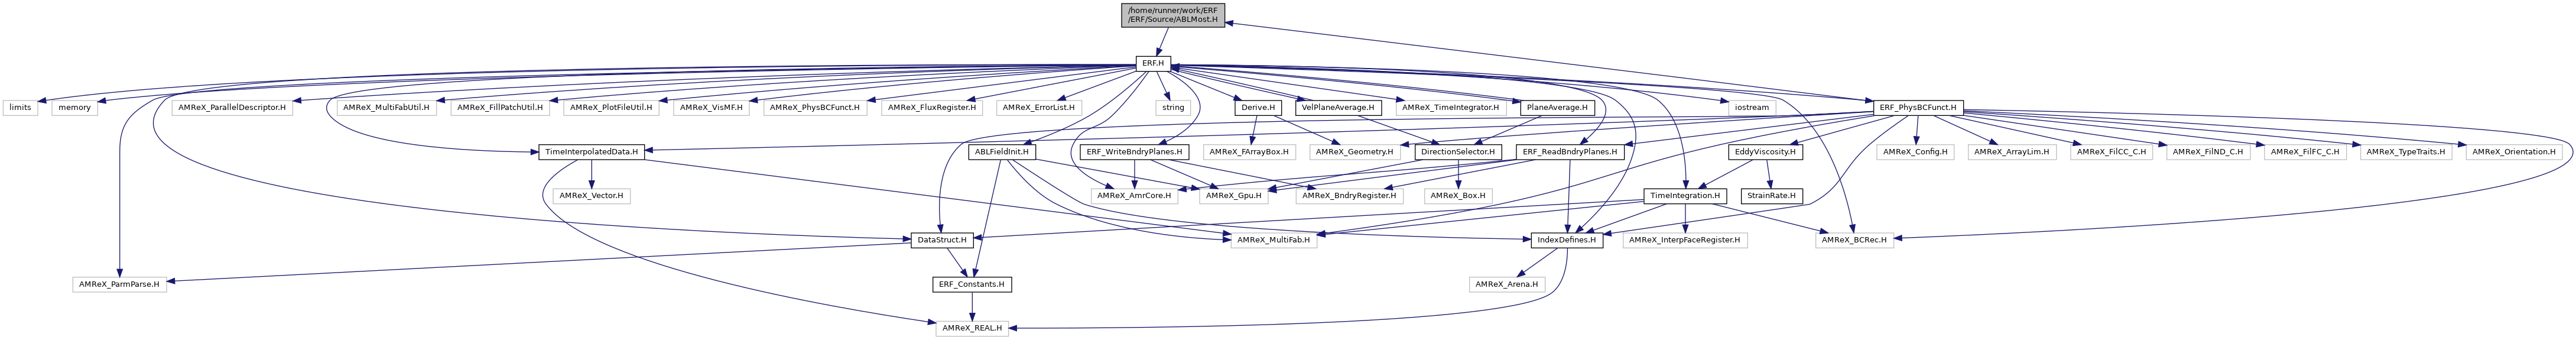 /home/runner/work/ERF
/ERF/Source/ABLMost.H
ERF.H
limits
memory
AMReX_ParallelDescriptor.H
AMReX_MultiFabUtil.H
AMReX_FillPatchUtil.H
AMReX_PlotFileUtil.H
AMReX_VisMF.H
AMReX_PhysBCFunct.H
AMReX_FluxRegister.H
AMReX_ErrorList.H
string
Derive.H
VelPlaneAverage.H
AMReX_TimeIntegrator.H
PlaneAverage.H
iostream
ERF_PhysBCFunct.H
TimeInterpolatedData.H
ABLFieldInit.H
ERF_WriteBndryPlanes.H
AMReX_FArrayBox.H
AMReX_Geometry.H
DirectionSelector.H
ERF_ReadBndryPlanes.H
EddyViscosity.H
AMReX_Config.H
AMReX_ArrayLim.H
AMReX_FilCC_C.H
AMReX_FilND_C.H
AMReX_FilFC_C.H
AMReX_TypeTraits.H
AMReX_Orientation.H
AMReX_Vector.H
AMReX_AmrCore.H
AMReX_Gpu.H
AMReX_BndryRegister.H
AMReX_Box.H
TimeIntegration.H
StrainRate.H
DataStruct.H
AMReX_MultiFab.H
IndexDefines.H
AMReX_InterpFaceRegister.H
AMReX_BCRec.H
AMReX_ParmParse.H
ERF_Constants.H
AMReX_Arena.H
AMReX_REAL.H